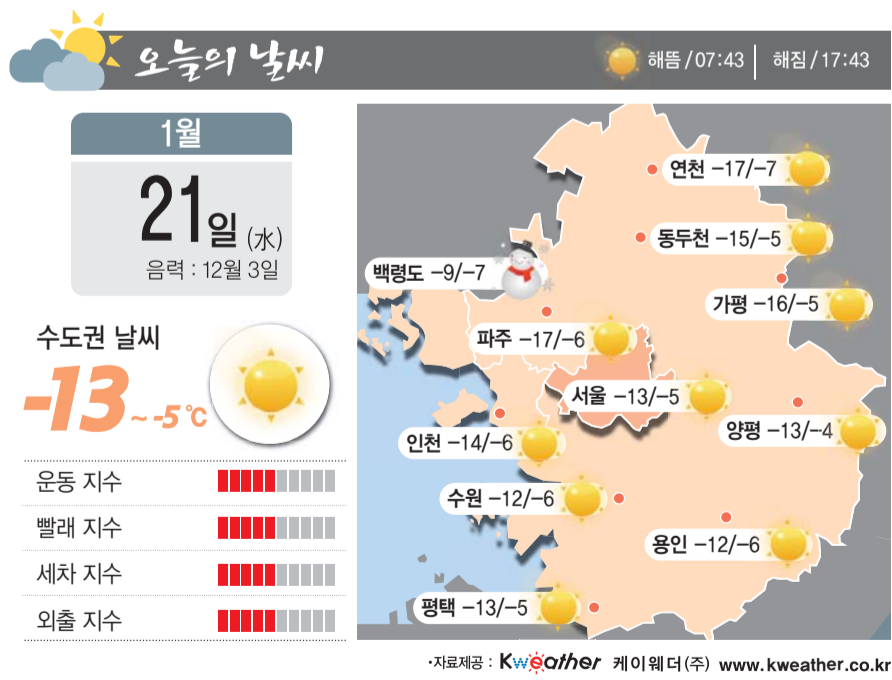 오늘의 날씨
해뜸 / 07:43 해짐 / 17:43
1월
21일 (水)
음력 : 12월 3일
수도권 날씨
-13 ~ -5 ℃
운동 지수
빨래 지수
세차 지수
외출 지수
연천 -17/-7
동두천 -15/-5
백령도 -9/-7
가평 -16/-5
파주 -17/-6
서울 -13/-5
양평 -13/-4
인천 -14/-6
수원 -12/-6
용인 -12/-6
평택 -13/-5
·자료제공 : Kweather 케이웨더(주) www.kweather.co.kr